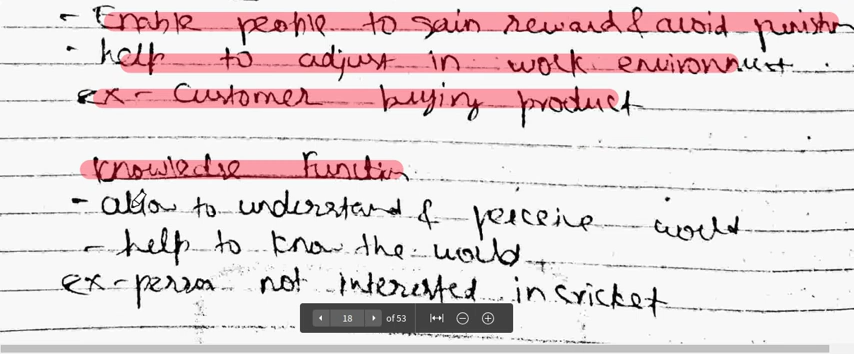 - Enable people to gain reward & avoid punishm
- help to adjust in work environment.
ex- Customer buying product
Knowledge Function
- allow to understand & perceive world
- help to know the world
ex- person not interested in cricket
18 of 53